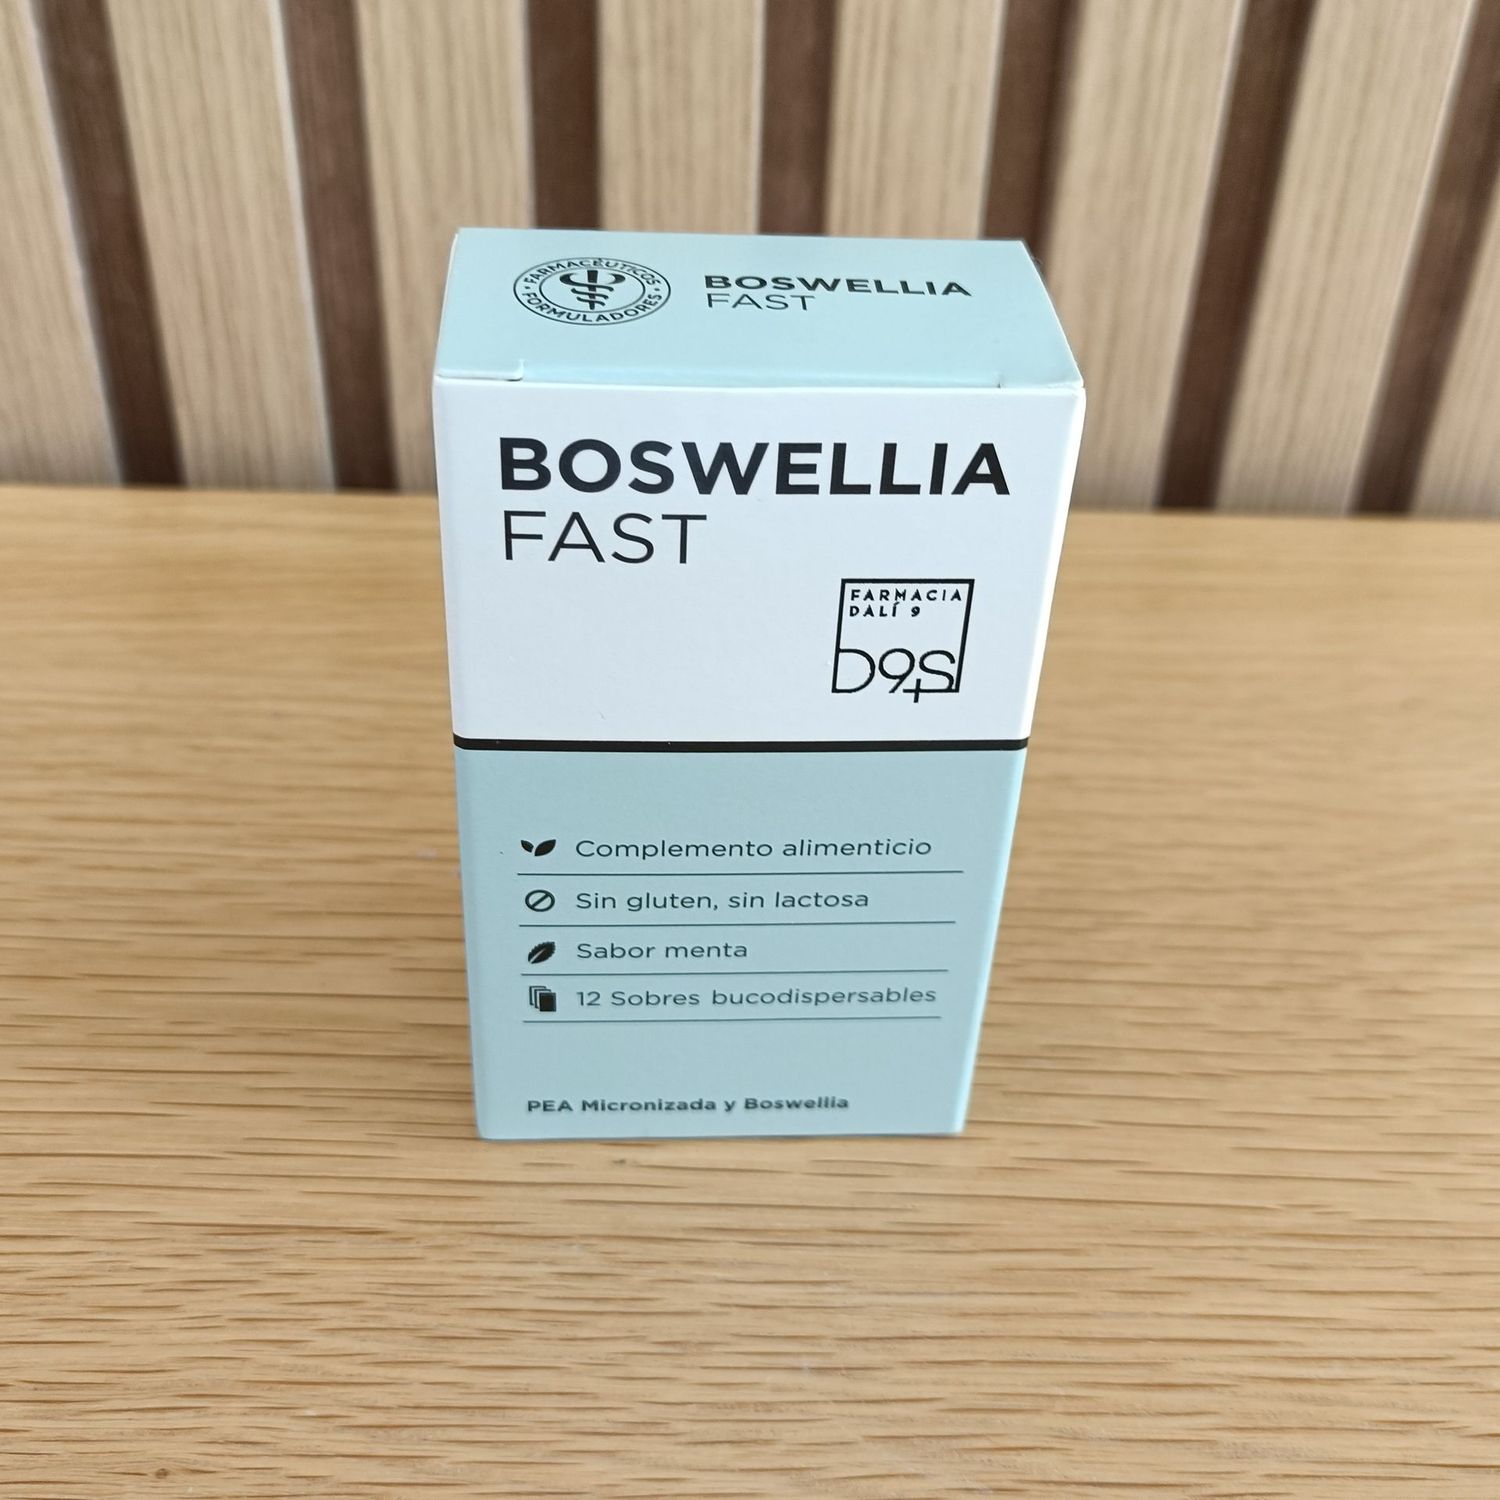 FARMACÉUTICOS
FORMULADORES
BOSWELLIA
FAST
BOSWELLIA
FAST
FARMACIA
DALÍ 9
D9+S
Complemento alimenticio
Sin gluten, sin lactosa
Sabor menta
12 Sobres bucodispersables
PEA Micronizada y Boswellia